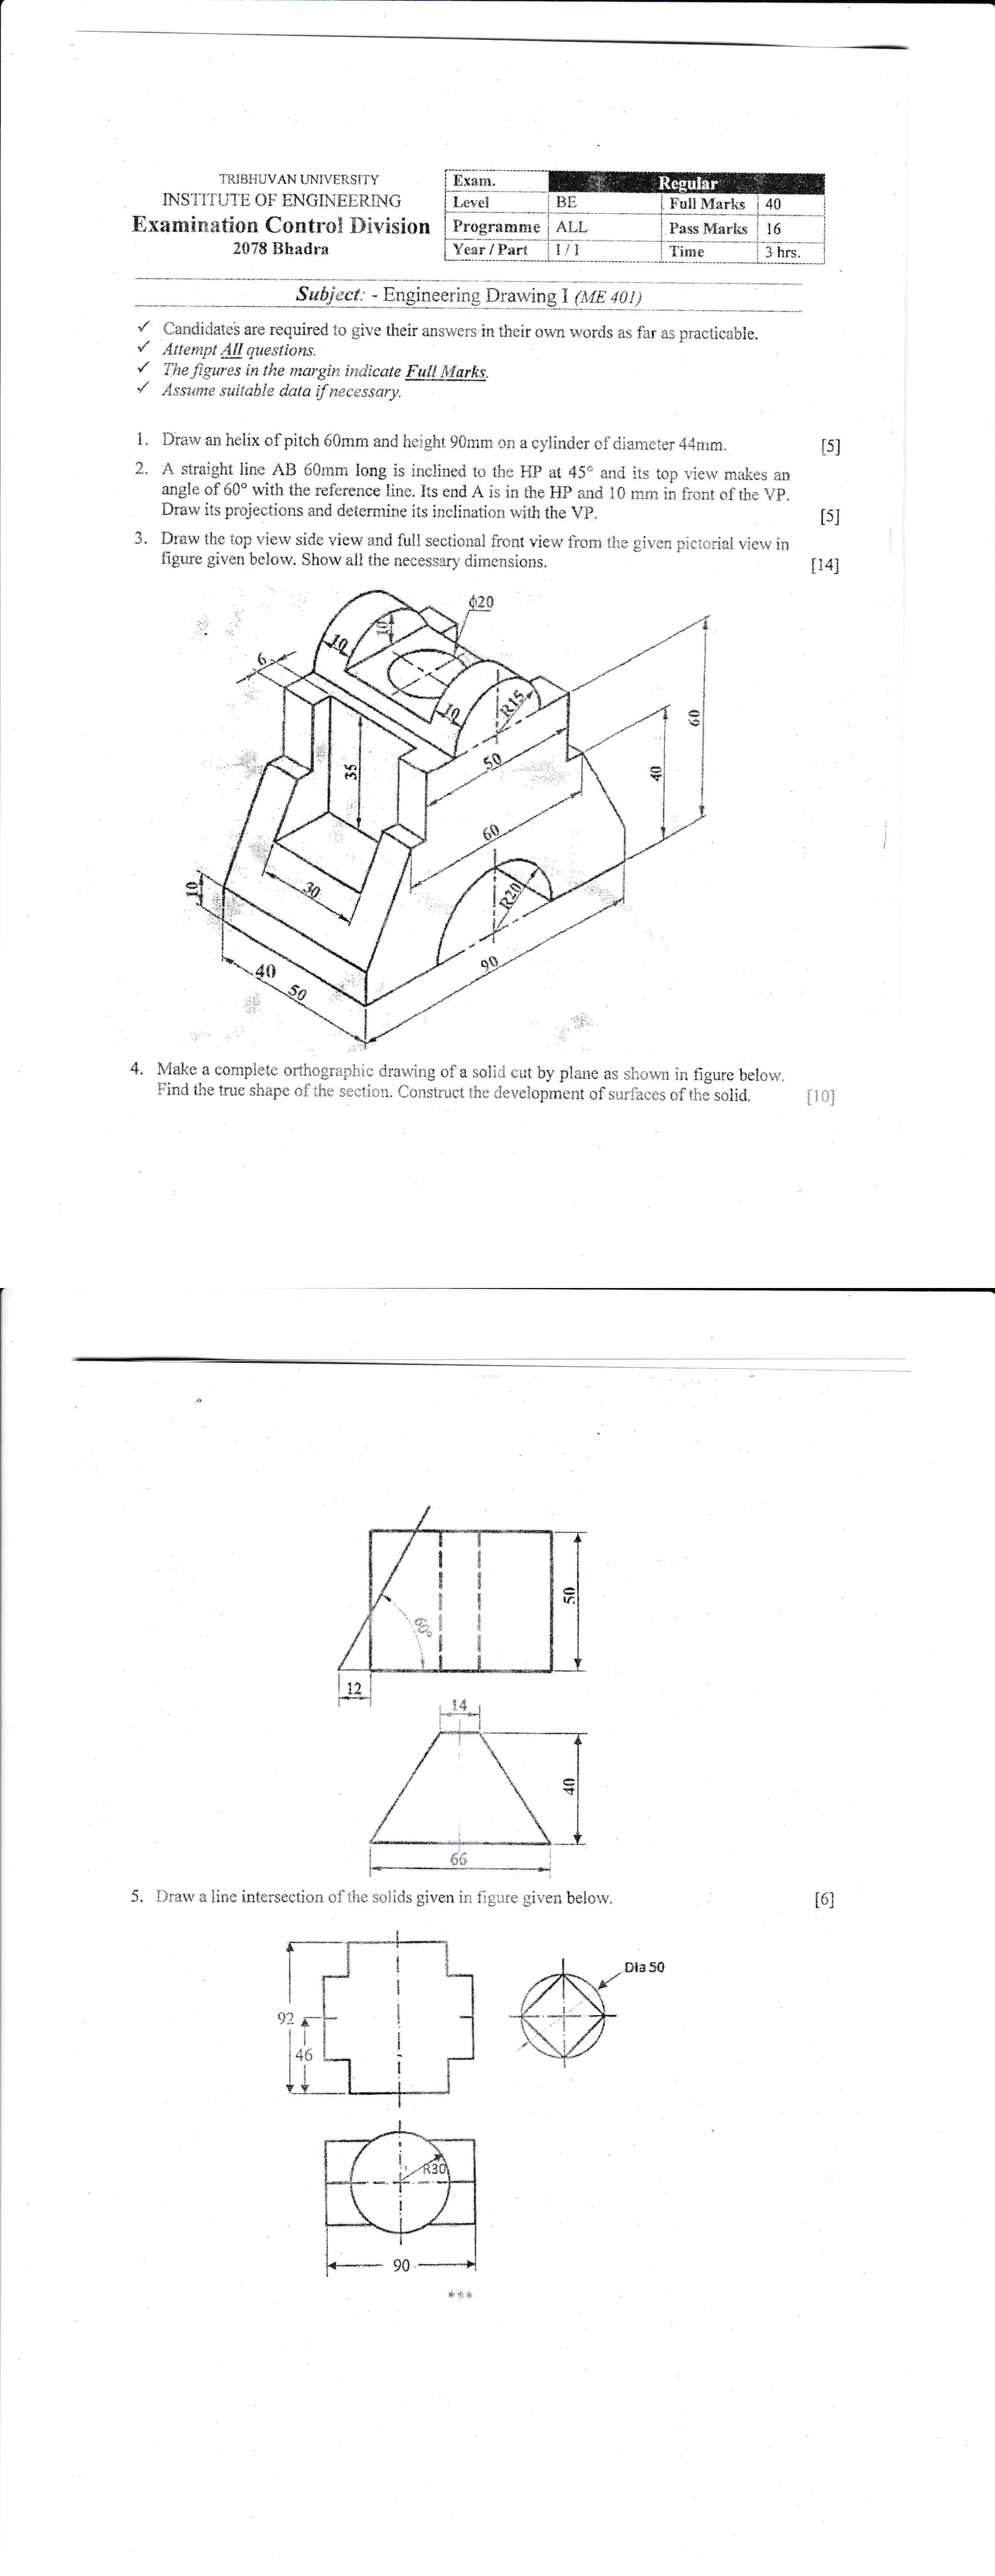 TRIBHUVAN UNIVERSITY
INSTITUTE OF ENGINEERING
Examination Control Division
2078 Bhadra
Exam. Regular
Level BE Full Marks 40
Programme ALL Pass Marks 16
Year / Part I / I Time 3 hrs.
Subject: - Engineering Drawing I (ME 401)
✓ Candidates are required to give their answers in their own words as far as practicable.
✓ Attempt All questions.
✓ The figures in the margin indicate Full Marks.
✓ Assume suitable data if necessary.
1. Draw an helix of pitch 60mm and height 90mm on a cylinder of diameter 44mm. [5]
2. A straight line AB 60mm long is inclined to the HP at 45° and its top view makes an
angle of 60° with the reference line. Its end A is in the HP and 10 mm in front of the VP.
Draw its projections and determine its inclination with the VP. [5]
3. Draw the top view side view and full sectional front view from the given pictorial view in
figure given below. Show all the necessary dimensions. [14]
ϕ20
10
10
6
10
R15
60
50
35
40
60
30
R20
10
90
40
50
4. Make a complete orthographic drawing of a solid cut by plane as shown in figure below.
Find the true shape of the section. Construct the development of surfaces of the solid. [10]
50
60°
12
14
40
66
5. Draw a line intersection of the solids given in figure given below. [6]
Dia 50
92
46
R30
90
***